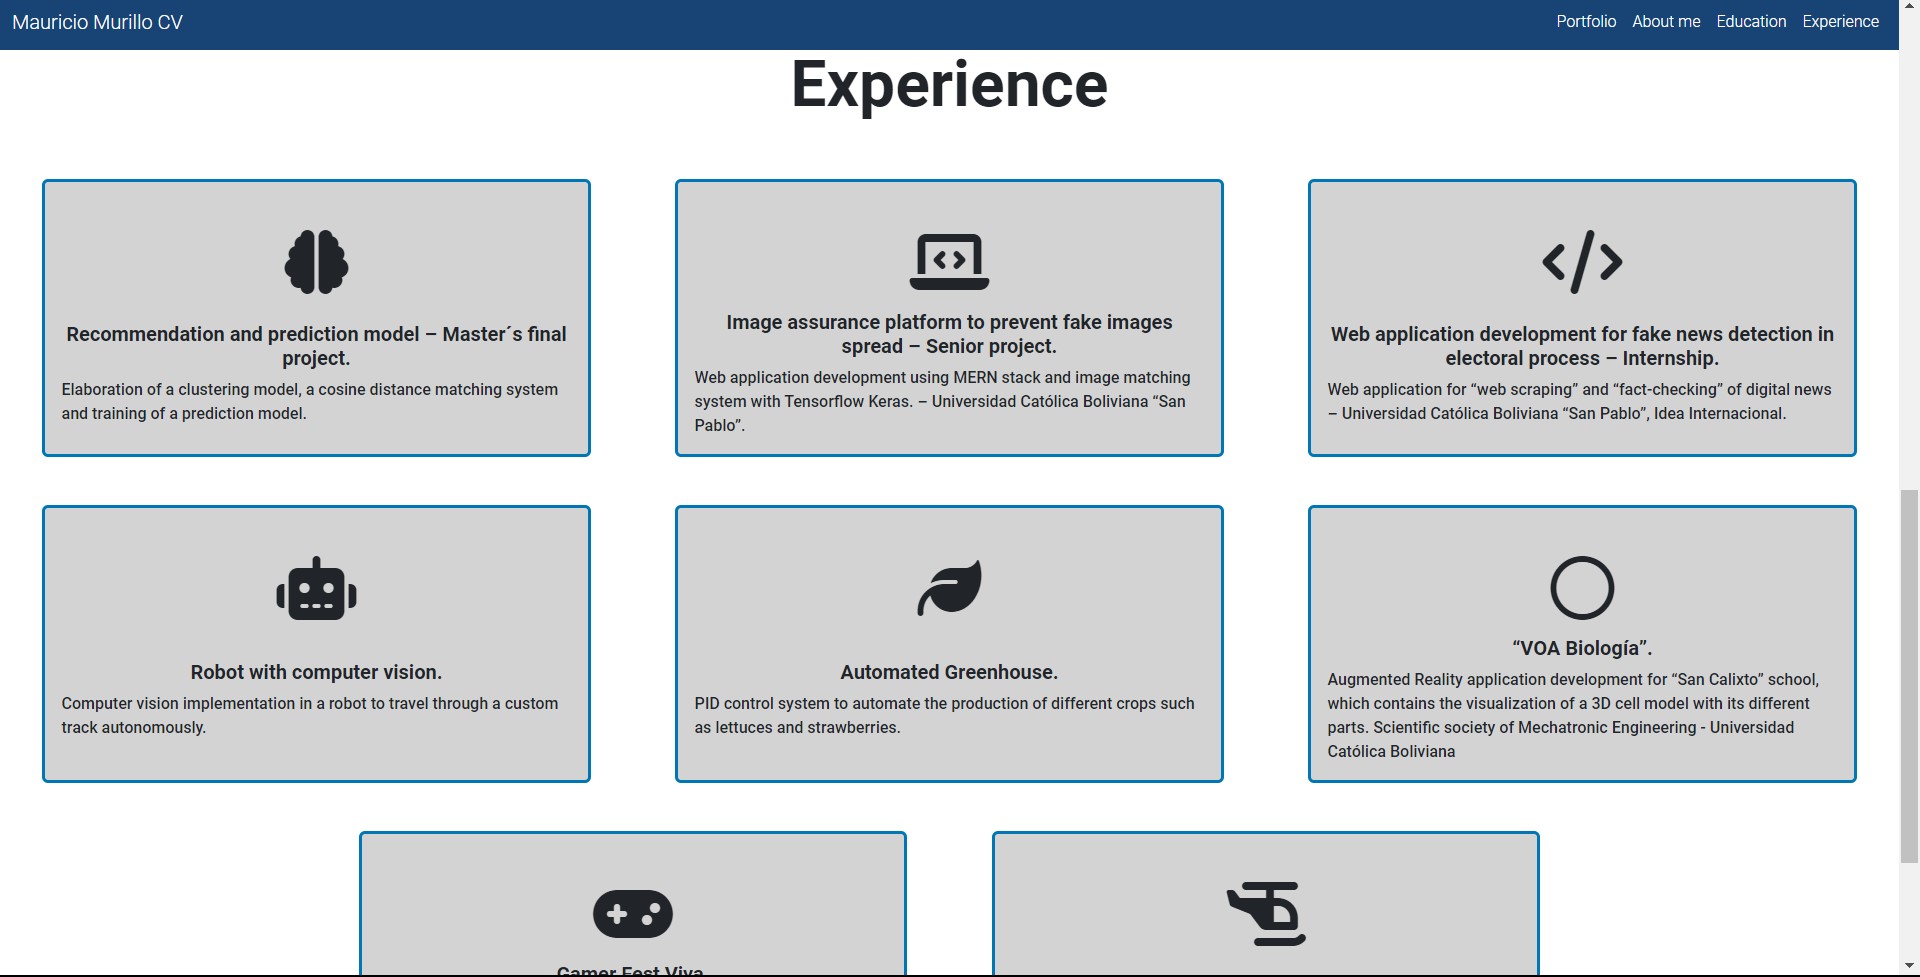 Mauricio Murillo CV
Portfolio About me Education Experience
Experience
Recommendation and prediction model – Master´s final
project.
Elaboration of a clustering model, a cosine distance matching system
and training of a prediction model.
Image assurance platform to prevent fake images
spread – Senior project.
Web application development using MERN stack and image matching
system with Tensorflow Keras. – Universidad Católica Boliviana “San
Pablo”.
Web application development for fake news detection in
electoral process – Internship.
Web application for “web scraping” and “fact-checking” of digital news
– Universidad Católica Boliviana “San Pablo”, Idea Internacional.
Robot with computer vision.
Computer vision implementation in a robot to travel through a custom
track autonomously.
Automated Greenhouse.
PID control system to automate the production of different crops such
as lettuces and strawberries.
“VOA Biología”.
Augmented Reality application development for “San Calixto” school,
which contains the visualization of a 3D cell model with its different
parts. Scientific society of Mechatronic Engineering - Universidad
Católica Boliviana
Gamer Fest Viva